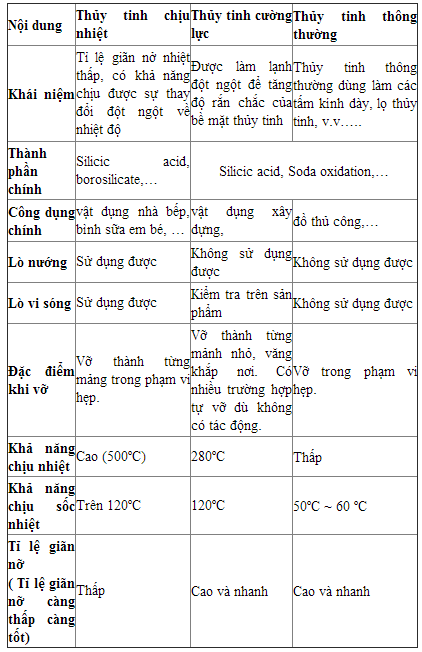 Nội dung
Thủy tinh chịu
nhiệt
Thủy tinh cường
lực
Thủy tinh thông
thường
Khái niệm
Tỉ lệ giãn nở nhiệt
thấp, có khả năng
chịu được sự thay
đổi đột ngột về
nhiệt độ
Được làm lạnh
đột ngột để tăng
độ rắn chắc của
bề mặt thủy tinh
Thủy tinh thông
thường dùng làm các
tấm kính dày, lọ thủy
tinh, v.v…..
Thành
phần
chính
Silicic acid,
borosilicate,…
Silicic acid, Soda oxidation,…
Công dụng
chính
vật dụng nhà bếp,
bình sữa em bé, …
vật dụng xây
dựng,
đồ thủ công,…
Lò nướng
Sử dụng được
Không sử dụng
được
Không sử dụng được
Lò vi sóng
Sử dụng được
Kiểm tra trên sản
phẩm
Không sử dụng được
Đặc điểm
khi vỡ
Vỡ thành từng
mảng trong phạm vi
hẹp.
Vỡ thành từng
mảnh nhỏ, văng
khắp nơi. Có
nhiều trường hợp
tự vỡ dù không
có tác động.
Vỡ trong phạm vi
hẹp.
Khả năng
chịu nhiệt
Cao (500°C)
280°C
Thấp
Khả năng
chịu sốc
nhiệt
Trên 120°C
120°C
50°C ~ 60 °C
Tỉ lệ giãn
nở
( Tỉ lệ giãn
nở càng
thấp càng
tốt)
Thấp
Cao và nhanh
Cao và nhanh